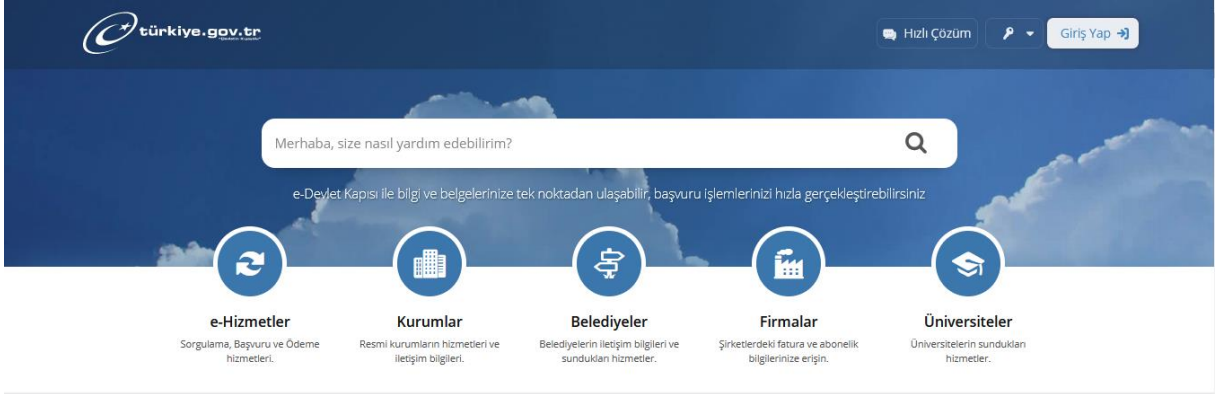 türkiye.gov.tr
Hızlı Çözüm
Giriş Yap
Merhaba, size nasıl yardım edebilirim?
e-Devlet Kapısı ile bilgi ve belgelerinize tek noktadan ulaşabilir, başvuru işlemlerinizi hızla gerçekleştirebilirsiniz
e-Hizmetler
Sorgulama, Başvuru ve Ödeme
hizmetleri.
Kurumlar
Resmi kurumların hizmetleri ve
iletişim bilgileri.
Belediyeler
Belediyelerin iletişim bilgileri ve
sundukları hizmetler.
Firmalar
Şirketlerdeki fatura ve abonelik
bilgilerinize erişin.
Üniversiteler
Üniversitelerin sundukları
hizmetler.